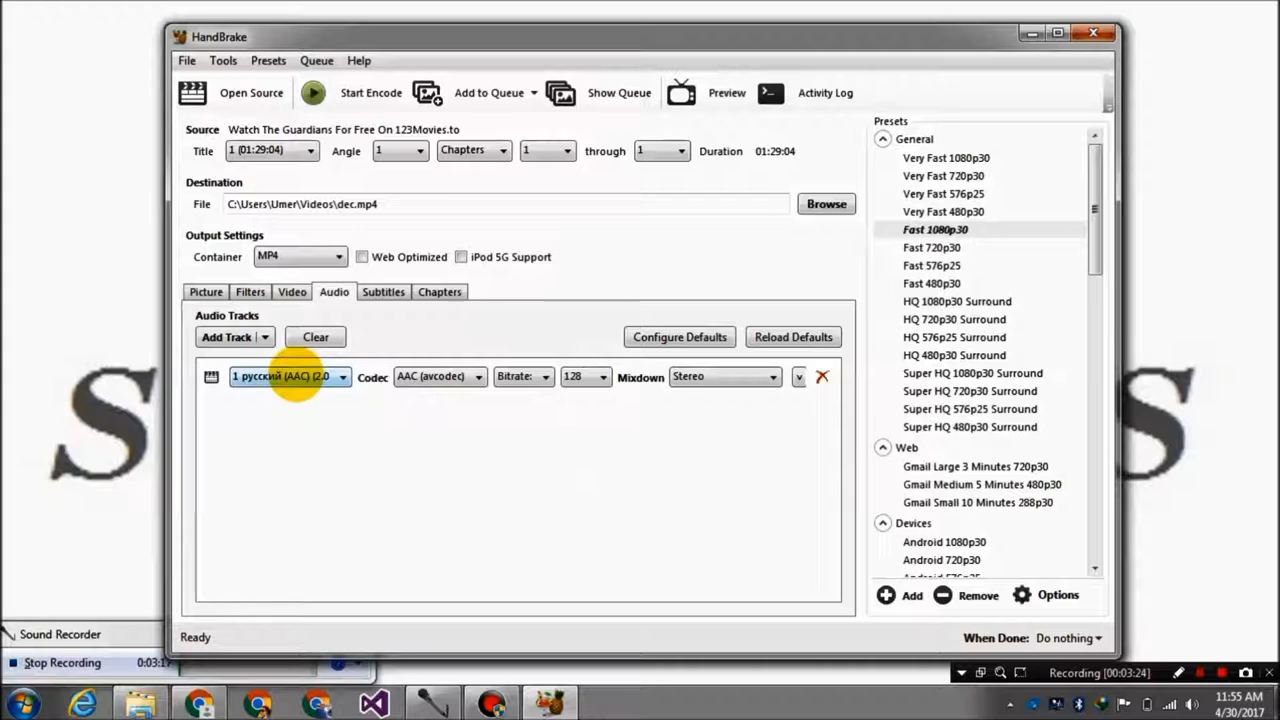 HandBrake
File Tools Presets Queue Help
Open Source Start Encode Add to Queue Show Queue Preview Activity Log
Source Watch The Guardians For Free On 123Movies.to
Title 1 (01:29:04) Angle 1 Chapters 1 through 1 Duration 01:29:04
Destination
File C:\Users\Umer\Videos\dec.mp4 Browse
Output Settings
Container MP4 Web Optimized iPod 5G Support
Picture Filters Video Audio Subtitles Chapters
Audio Tracks
Add Track Clear Configure Defaults Reload Defaults
1 русский (AAC) (2.0 Codec AAC (avcodec) Bitrate: 128 Mixdown Stereo
Presets
General
Very Fast 1080p30
Very Fast 720p30
Very Fast 576p25
Very Fast 480p30
Fast 1080p30
Fast 720p30
Fast 576p25
Fast 480p30
HQ 1080p30 Surround
HQ 720p30 Surround
HQ 576p25 Surround
HQ 480p30 Surround
Super HQ 1080p30 Surround
Super HQ 720p30 Surround
Super HQ 576p25 Surround
Super HQ 480p30 Surround
Web
Gmail Large 3 Minutes 720p30
Gmail Medium 5 Minutes 480p30
Gmail Small 10 Minutes 288p30
Devices
Android 1080p30
Android 720p30
Android 576p25
Add Remove Options
Ready When Done: Do nothing
S S
Sound Recorder
Stop Recording 0:03:17
Recording [00:03:24]
11:55 AM
4/30/2017